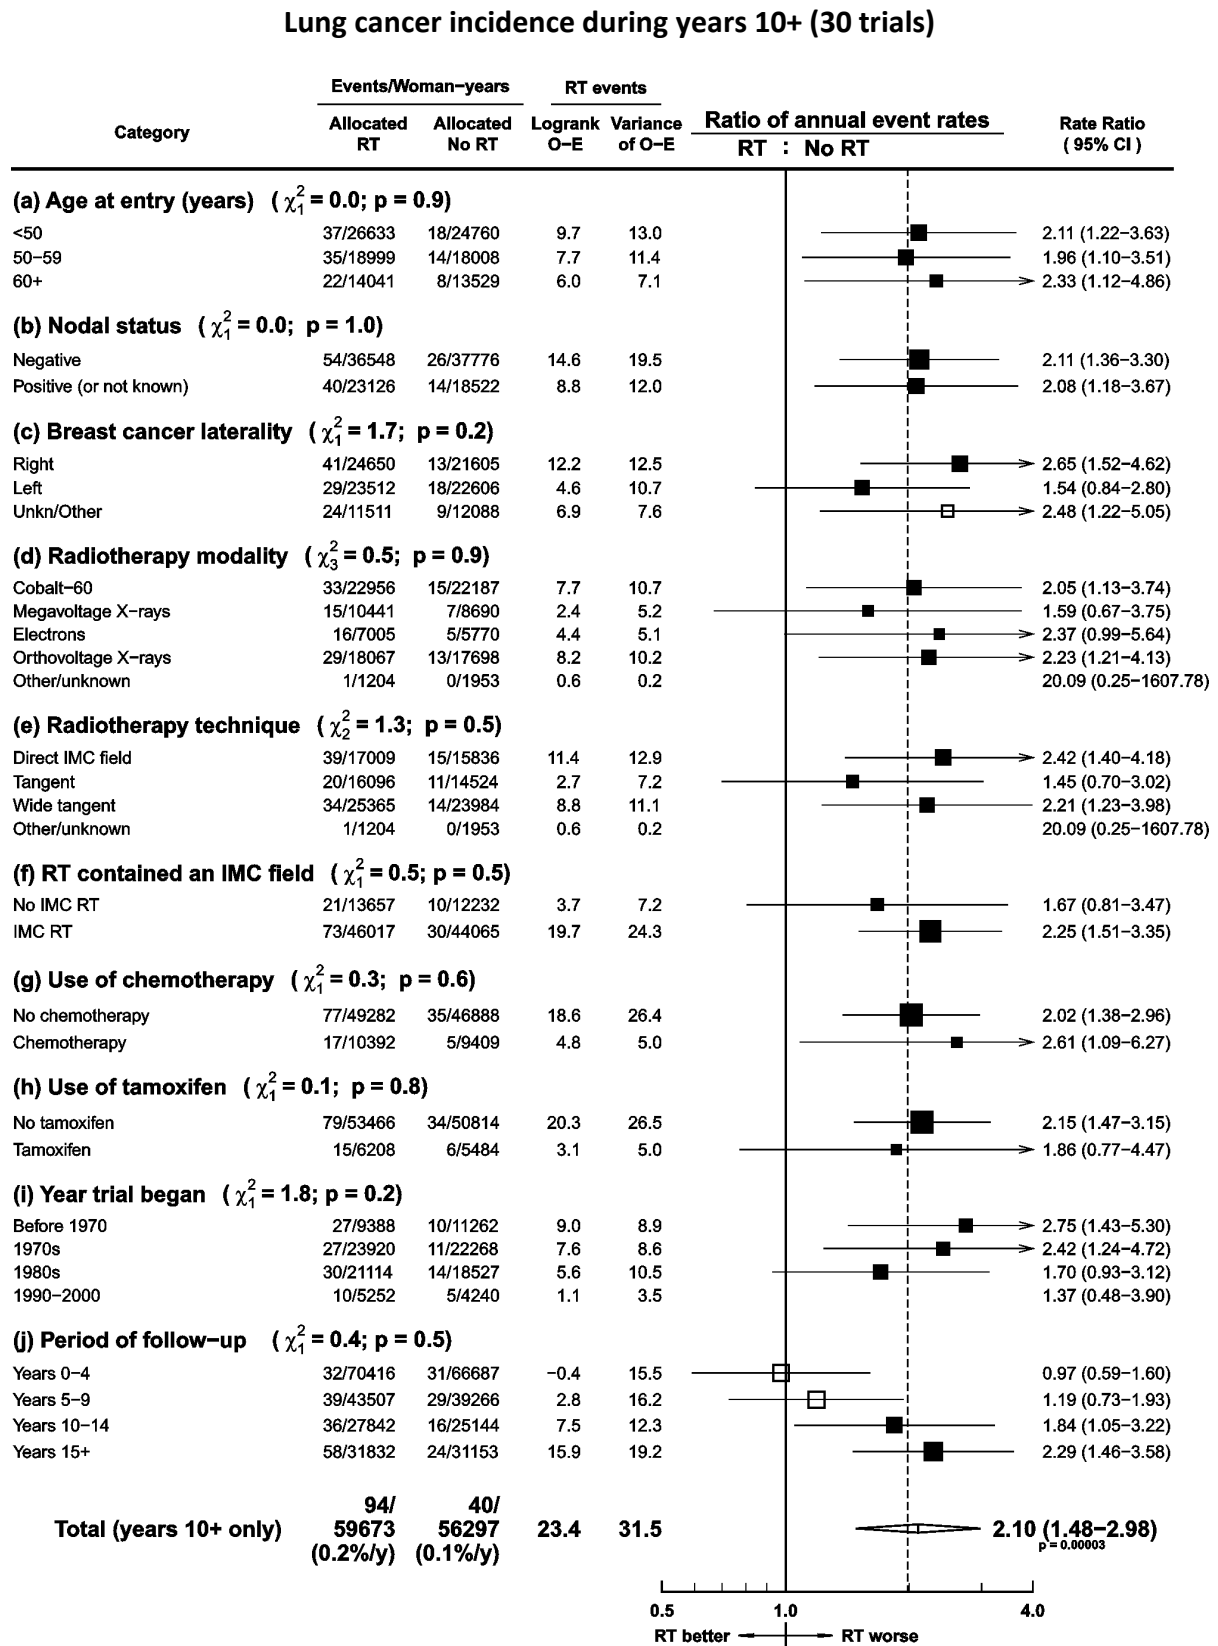 Lung cancer incidence during years 10+ (30 trials)
Events/Woman−years RT events
Category Allocated RT Allocated No RT Logrank O−E Variance of O−E Ratio of annual event rates RT : No RT Rate Ratio ( 95% CI )
(a) Age at entry (years) ( χ²₁ = 0.0; p = 0.9)
<50 37/26633 18/24760 9.7 13.0 2.11 (1.22−3.63)
50−59 35/18999 14/18008 7.7 11.4 1.96 (1.10−3.51)
60+ 22/14041 8/13529 6.0 7.1 2.33 (1.12−4.86)
(b) Nodal status ( χ²₁ = 0.0; p = 1.0)
Negative 54/36548 26/37776 14.6 19.5 2.11 (1.36−3.30)
Positive (or not known) 40/23126 14/18522 8.8 12.0 2.08 (1.18−3.67)
(c) Breast cancer laterality ( χ²₁ = 1.7; p = 0.2)
Right 41/24650 13/21605 12.2 12.5 2.65 (1.52−4.62)
Left 29/23512 18/22606 4.6 10.7 1.54 (0.84−2.80)
Unkn/Other 24/11511 9/12088 6.9 7.6 2.48 (1.22−5.05)
(d) Radiotherapy modality ( χ²₃ = 0.5; p = 0.9)
Cobalt−60 33/22956 15/22187 7.7 10.7 2.05 (1.13−3.74)
Megavoltage X−rays 15/10441 7/8690 2.4 5.2 1.59 (0.67−3.75)
Electrons 16/7005 5/5770 4.4 5.1 2.37 (0.99−5.64)
Orthovoltage X−rays 29/18067 13/17698 8.2 10.2 2.23 (1.21−4.13)
Other/unknown 1/1204 0/1953 0.6 0.2 20.09 (0.25−1607.78)
(e) Radiotherapy technique ( χ²₂ = 1.3; p = 0.5)
Direct IMC field 39/17009 15/15836 11.4 12.9 2.42 (1.40−4.18)
Tangent 20/16096 11/14524 2.7 7.2 1.45 (0.70−3.02)
Wide tangent 34/25365 14/23984 8.8 11.1 2.21 (1.23−3.98)
Other/unknown 1/1204 0/1953 0.6 0.2 20.09 (0.25−1607.78)
(f) RT contained an IMC field ( χ²₁ = 0.5; p = 0.5)
No IMC RT 21/13657 10/12232 3.7 7.2 1.67 (0.81−3.47)
IMC RT 73/46017 30/44065 19.7 24.3 2.25 (1.51−3.35)
(g) Use of chemotherapy ( χ²₁ = 0.3; p = 0.6)
No chemotherapy 77/49282 35/46888 18.6 26.4 2.02 (1.38−2.96)
Chemotherapy 17/10392 5/9409 4.8 5.0 2.61 (1.09−6.27)
(h) Use of tamoxifen ( χ²₁ = 0.1; p = 0.8)
No tamoxifen 79/53466 34/50814 20.3 26.5 2.15 (1.47−3.15)
Tamoxifen 15/6208 6/5484 3.1 5.0 1.86 (0.77−4.47)
(i) Year trial began ( χ²₁ = 1.8; p = 0.2)
Before 1970 27/9388 10/11262 9.0 8.9 2.75 (1.43−5.30)
1970s 27/23920 11/22268 7.6 8.6 2.42 (1.24−4.72)
1980s 30/21114 14/18527 5.6 10.5 1.70 (0.93−3.12)
1990−2000 10/5252 5/4240 1.1 3.5 1.37 (0.48−3.90)
(j) Period of follow−up ( χ²₁ = 0.4; p = 0.5)
Years 0−4 32/70416 31/66687 −0.4 15.5 0.97 (0.59−1.60)
Years 5−9 39/43507 29/39266 2.8 16.2 1.19 (0.73−1.93)
Years 10−14 36/27842 16/25144 7.5 12.3 1.84 (1.05−3.22)
Years 15+ 58/31832 24/31153 15.9 19.2 2.29 (1.46−3.58)
94/ 40/
Total (years 10+ only) 59673 56297 23.4 31.5 2.10 (1.48−2.98)
(0.2%/y) (0.1%/y) p = 0.00003
0.5 1.0 4.0
RT better RT worse